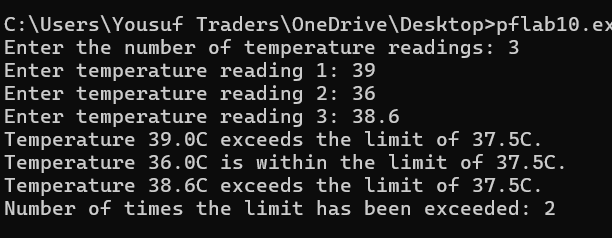 C:\Users\Yousuf Traders\OneDrive\Desktop>pflab10.ex
Enter the number of temperature readings: 3
Enter temperature reading 1: 39
Enter temperature reading 2: 36
Enter temperature reading 3: 38.6
Temperature 39.0C exceeds the limit of 37.5C.
Temperature 36.0C is within the limit of 37.5C.
Temperature 38.6C exceeds the limit of 37.5C.
Number of times the limit has been exceeded: 2